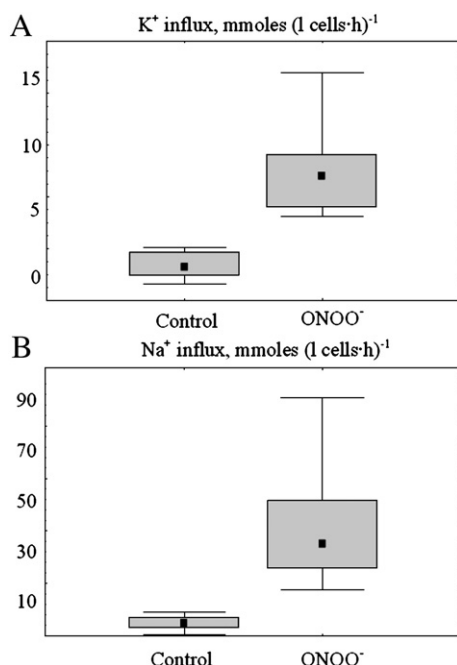 A
K⁺ influx, mmoles (l cells·h)⁻¹
15
10
5
0
Control ONOO⁻
B
Na⁺ influx, mmoles (l cells·h)⁻¹
90
70
50
30
10
Control ONOO⁻